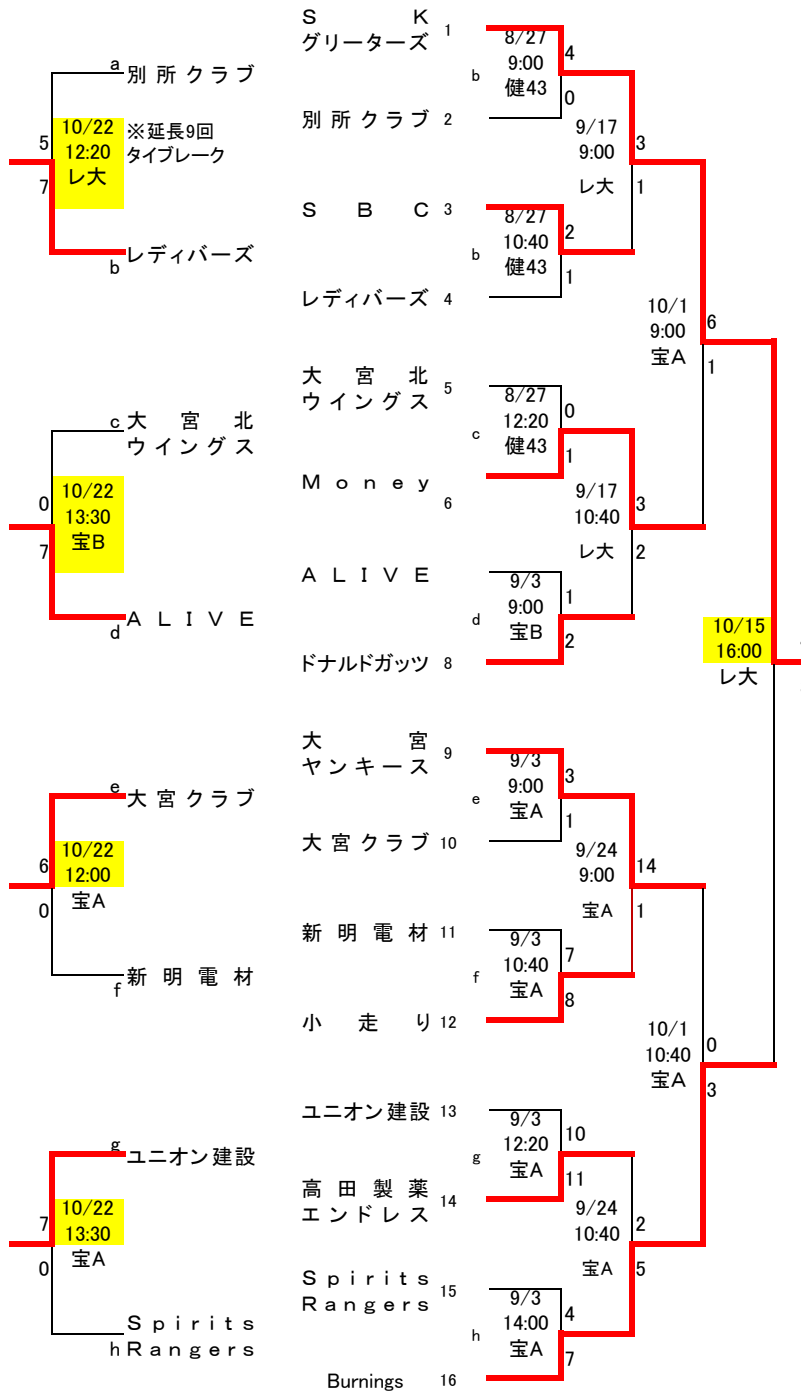 a 別所クラブ
10/22
12:20
レ大
※延長9回
タイブレーク
5
7
b レディバーズ
c 大宮北
ウイングス
10/22
13:30
宝B
0
7
d ALIVE
e 大宮クラブ
10/22
12:00
宝A
6
0
f 新明電材
g ユニオン建設
10/22
13:30
宝A
7
0
h Spirits
Rangers
SK
グリーターズ 1
b
8/27
9:00
健43
4
0
別所クラブ 2
SBC 3
b
8/27
10:40
健43
2
1
レディバーズ 4
大宮北
ウイングス 5
c
8/27
12:20
健43
0
1
Money 6
ALIVE
d
9/3
9:00
宝B
1
2
ドナルドガッツ 8
大宮
ヤンキース 9
e
9/3
9:00
宝A
3
1
大宮クラブ 10
新明電材 11
f
9/3
10:40
宝A
7
8
小走り 12
ユニオン建設 13
g
9/3
12:20
宝A
10
11
高田製薬
エンドレス 14
Spirits
Rangers 15
h
9/3
14:00
宝A
4
7
Burnings 16
9/17
9:00
レ大
3
1
9/17
10:40
レ大
3
2
9/24
9:00
宝A
14
1
9/24
10:40
宝A
2
5
10/1
9:00
宝A
6
1
10/1
10:40
宝A
0
3
10/15
16:00
レ大